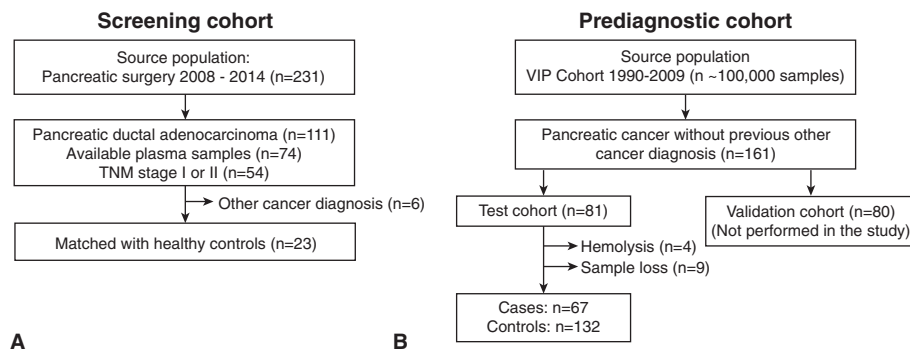 Screening cohort
Source population:
Pancreatic surgery 2008 - 2014 (n=231)
Pancreatic ductal adenocarcinoma (n=111)
Available plasma samples (n=74)
TNM stage I or II (n=54)
Other cancer diagnosis (n=6)
Matched with healthy controls (n=23)
A
Prediagnostic cohort
Source population
VIP Cohort 1990-2009 (n ~100,000 samples)
Pancreatic cancer without previous other
cancer diagnosis (n=161)
Test cohort (n=81)
Validation cohort (n=80)
(Not performed in the study)
Hemolysis (n=4)
Sample loss (n=9)
Cases: n=67
Controls: n=132
B